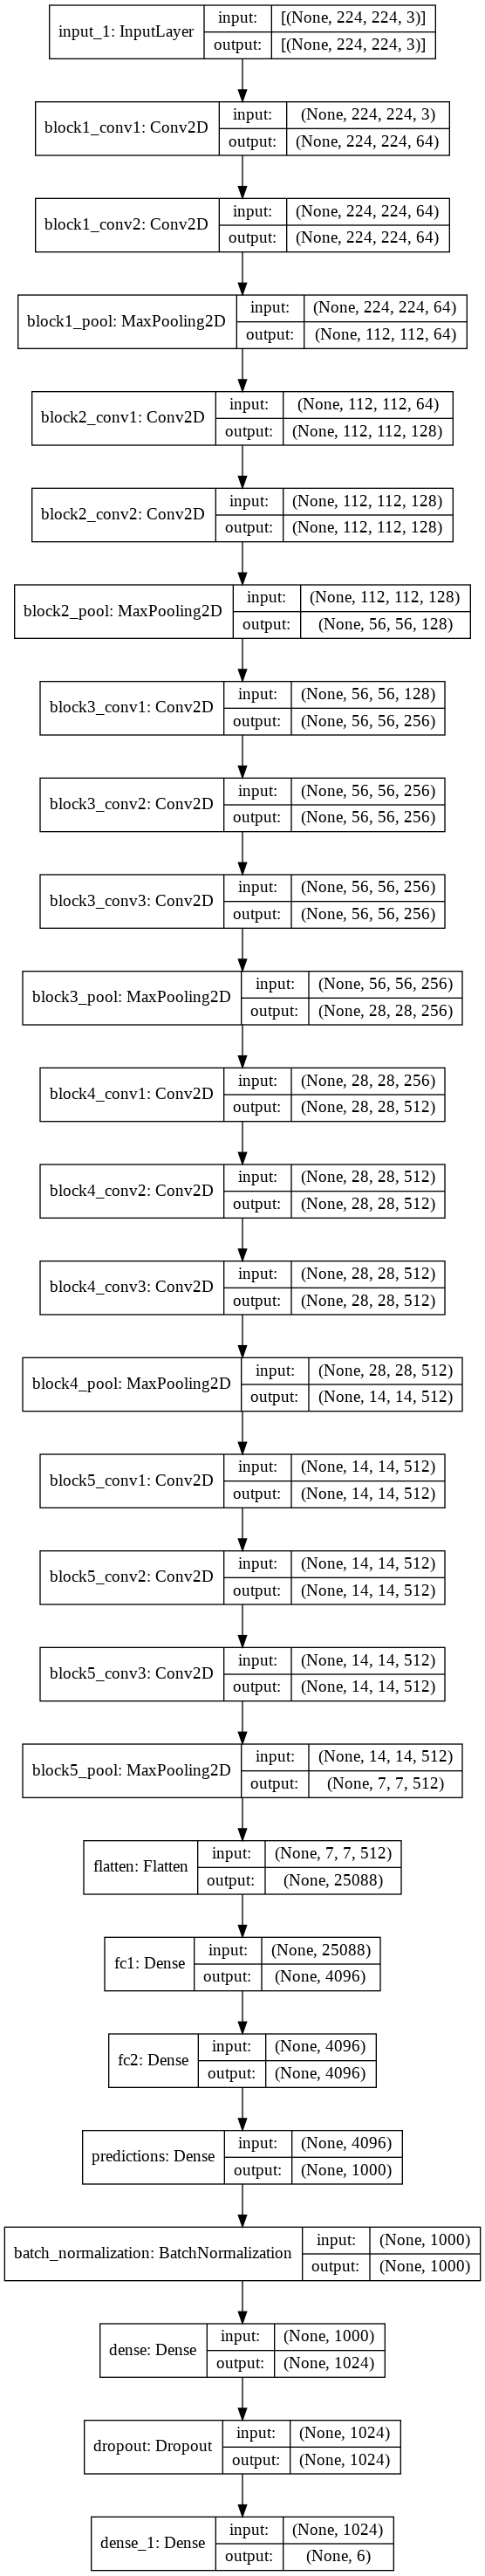 input_1: InputLayer
input: [(None, 224, 224, 3)]
output: [(None, 224, 224, 3)]
block1_conv1: Conv2D
input: (None, 224, 224, 3)
output: (None, 224, 224, 64)
block1_conv2: Conv2D
input: (None, 224, 224, 64)
output: (None, 224, 224, 64)
block1_pool: MaxPooling2D
input: (None, 224, 224, 64)
output: (None, 112, 112, 64)
block2_conv1: Conv2D
input: (None, 112, 112, 64)
output: (None, 112, 112, 128)
block2_conv2: Conv2D
input: (None, 112, 112, 128)
output: (None, 112, 112, 128)
block2_pool: MaxPooling2D
input: (None, 112, 112, 128)
output: (None, 56, 56, 128)
block3_conv1: Conv2D
input: (None, 56, 56, 128)
output: (None, 56, 56, 256)
block3_conv2: Conv2D
input: (None, 56, 56, 256)
output: (None, 56, 56, 256)
block3_conv3: Conv2D
input: (None, 56, 56, 256)
output: (None, 56, 56, 256)
block3_pool: MaxPooling2D
input: (None, 56, 56, 256)
output: (None, 28, 28, 256)
block4_conv1: Conv2D
input: (None, 28, 28, 256)
output: (None, 28, 28, 512)
block4_conv2: Conv2D
input: (None, 28, 28, 512)
output: (None, 28, 28, 512)
block4_conv3: Conv2D
input: (None, 28, 28, 512)
output: (None, 28, 28, 512)
block4_pool: MaxPooling2D
input: (None, 28, 28, 512)
output: (None, 14, 14, 512)
block5_conv1: Conv2D
input: (None, 14, 14, 512)
output: (None, 14, 14, 512)
block5_conv2: Conv2D
input: (None, 14, 14, 512)
output: (None, 14, 14, 512)
block5_conv3: Conv2D
input: (None, 14, 14, 512)
output: (None, 14, 14, 512)
block5_pool: MaxPooling2D
input: (None, 14, 14, 512)
output: (None, 7, 7, 512)
flatten: Flatten
input: (None, 7, 7, 512)
output: (None, 25088)
fc1: Dense
input: (None, 25088)
output: (None, 4096)
fc2: Dense
input: (None, 4096)
output: (None, 4096)
predictions: Dense
input: (None, 4096)
output: (None, 1000)
batch_normalization: BatchNormalization
input: (None, 1000)
output: (None, 1000)
dense: Dense
input: (None, 1000)
output: (None, 1024)
dropout: Dropout
input: (None, 1024)
output: (None, 1024)
dense_1: Dense
input: (None, 1024)
output: (None, 6)